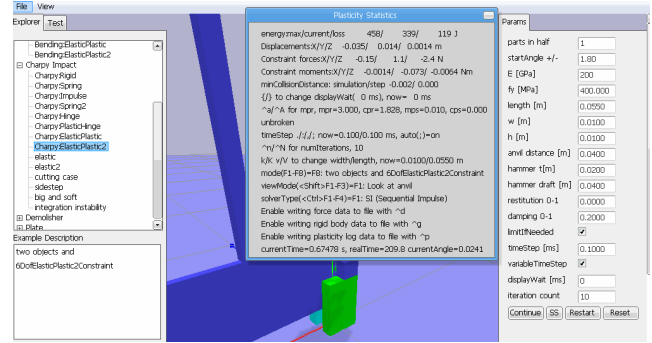 File View
Explorer Test
Bending:ElasticPlastic
Bending:ElasticPlastic2
Charpy Impact
Charpy:Rigid
Charpy:Spring
Charpy:Impulse
Charpy:Spring2
Charpy:Hinge
Charpy:PlasticHinge
Charpy:ElasticPlastic
Charpy:ElasticPlastic2
elastic
elastic2
cutting case
sidestep
big and soft
integration instability
Demolisher
Plate
Example Description
two objects and
6DofElasticPlastic2Constraint
Plasticity Statistics
energy:max/current/loss 458/ 339/ 119 J
Displacements:X/Y/Z -0.035/ 0.014/ 0.0014 m
Constraint forces:X/Y/Z -0.15/ 1.1/ -2.4 N
Constraint moments:X/Y/Z -0.0014/ -0.073/ -0.0064 Nm
minCollisionDistance: simulation/step -0.002/ 0.000
{/} to change displayWait( 0 ms), now= 0 ms
^a/^A for mpr, mpr=3.000, cpr=1.828, mps=0.010, cps=0.000
unbroken
timeStep ./:,/; now=0.100/0.100 ms, auto(;)=on
^n/^N for numIterations, 10
k/K v/V to change width/length, now=0.0100/0.0550 m
mode(F1-F8)=F8: two objects and 6DofElasticPlastic2Constraint
viewMode(<Shift>F1-F3)=F1: Look at anvil
solverType(<Ctrl>F1-F4)=F1: SI (Sequential Impulse)
Enable writing force data to file with ^d
Enable writing rigid body data to file with ^g
Enable writing plasticity log data to file with ^p
currentTime=0.67478 s, realTime=209.8 currentAngle=0.0241
Params
parts in half 1
startAngle +/- 1.80
E [GPa] 200
fy [MPa] 400.000
length [m] 0.0550
w [m] 0.0100
h [m] 0.0100
anvil distance [m] 0.0400
hammer t[m] 0.0200
hammer draft [m] 0.0400
restitution 0-1 0.0000
damping 0-1 0.2000
limitIfNeeded
timeStep [ms] 0.1000
variableTimeStep
displayWait [ms] 0
iteration count 10
Continue SS Restart Reset